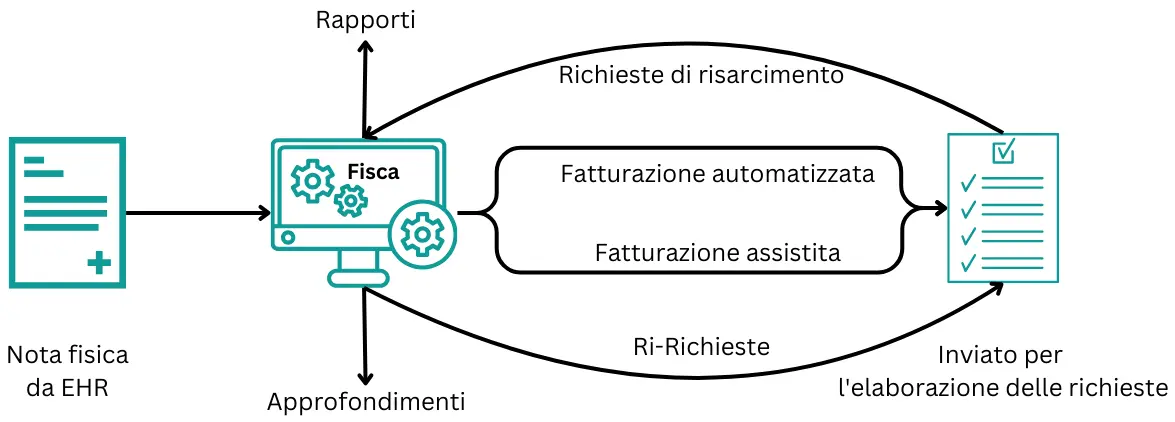 Rapporti
Richieste di risarcimento
Fisca
Fatturazione automatizzata
Fatturazione assistita
Ri-Richieste
Nota fisica
da EHR
Inviato per
l'elaborazione delle richieste
Approfondimenti